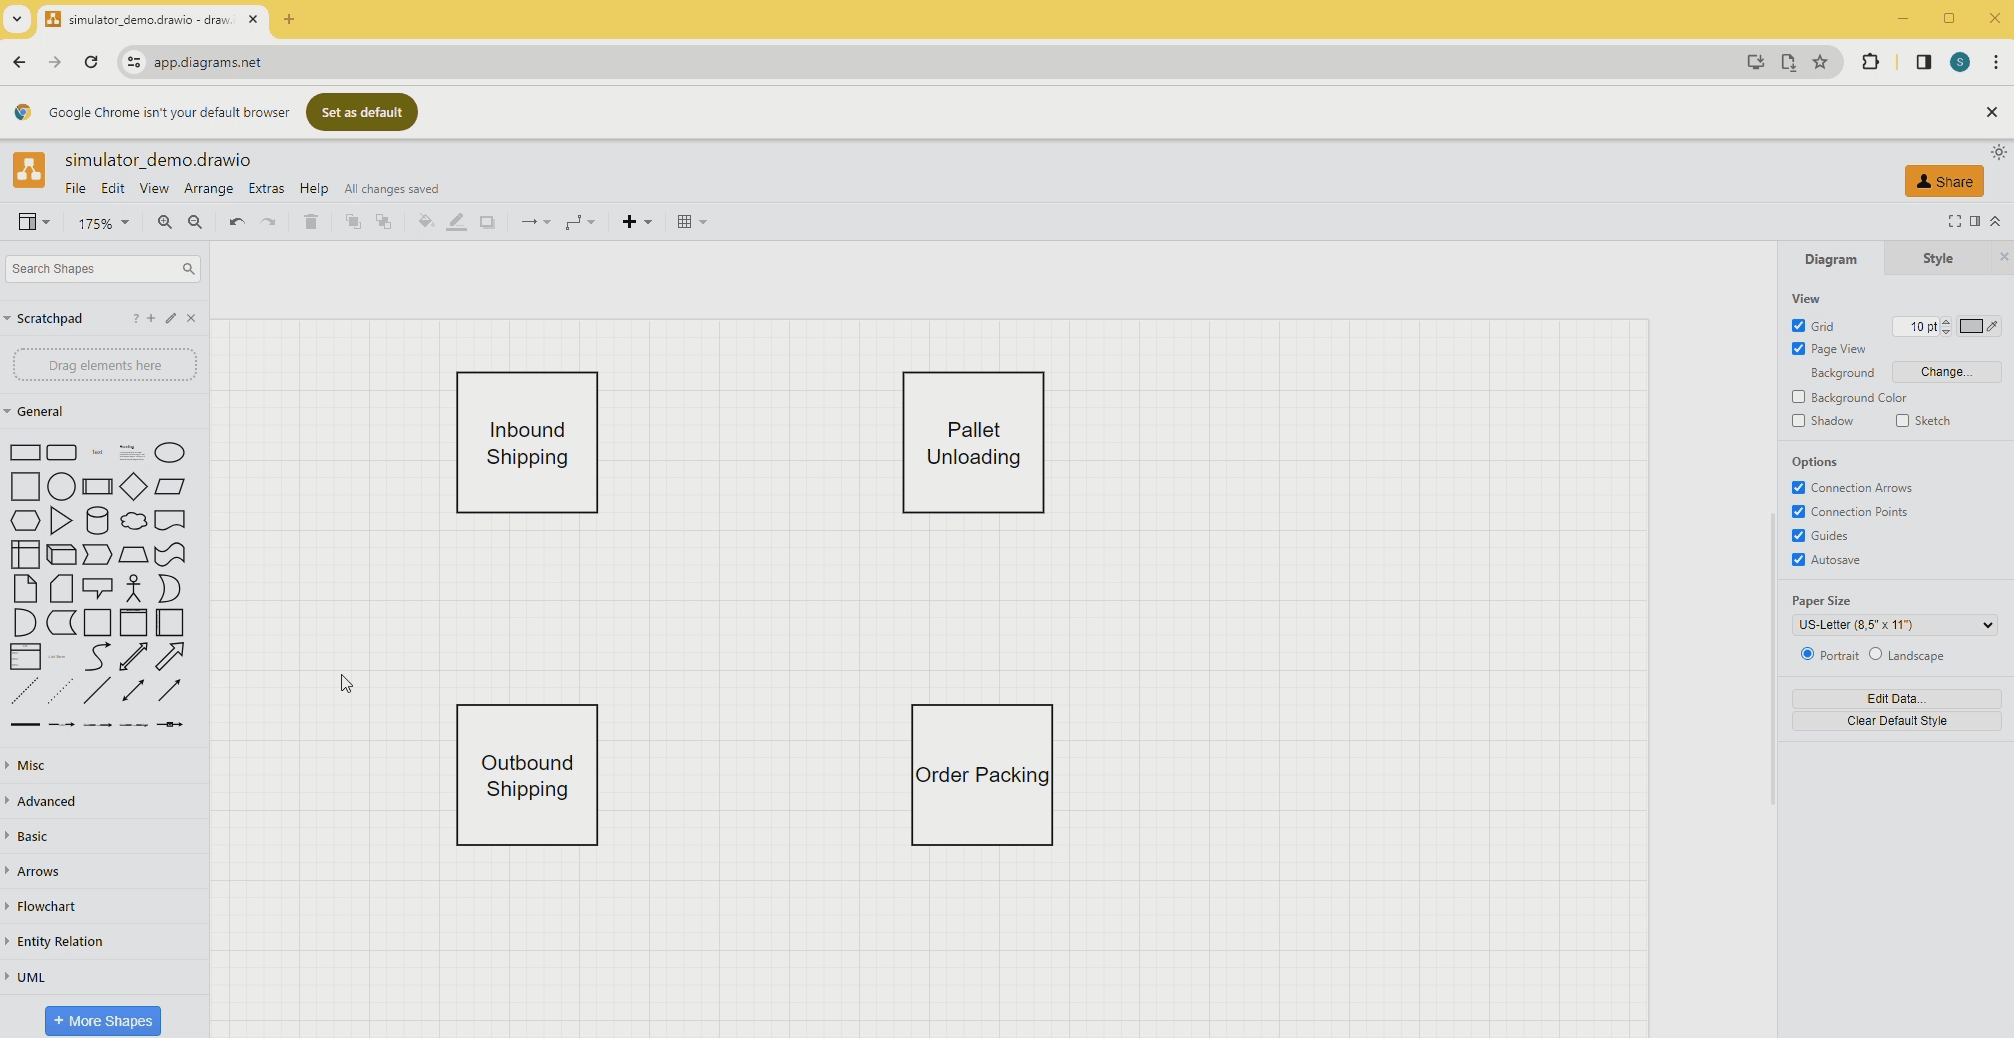 simulator_demo.drawio - draw.
app.diagrams.net
S
Google Chrome isn't your default browser
Set as default
simulator_demo.drawio
File Edit View Arrange Extras Help All changes saved
Share
175%
Search Shapes
Diagram
Style
Scratchpad
?
Drag elements here
General
Text
Misc
Advanced
Basic
Arrows
Flowchart
Entity Relation
UML
+ More Shapes
Inbound
Shipping
Pallet
Unloading
Outbound
Shipping
Order Packing
View
Grid
10 pt
Page View
Background
Change...
Background Color
Shadow
Sketch
Options
Connection Arrows
Connection Points
Guides
Autosave
Paper Size
US-Letter (8,5" x 11")
Portrait
Landscape
Edit Data...
Clear Default Style